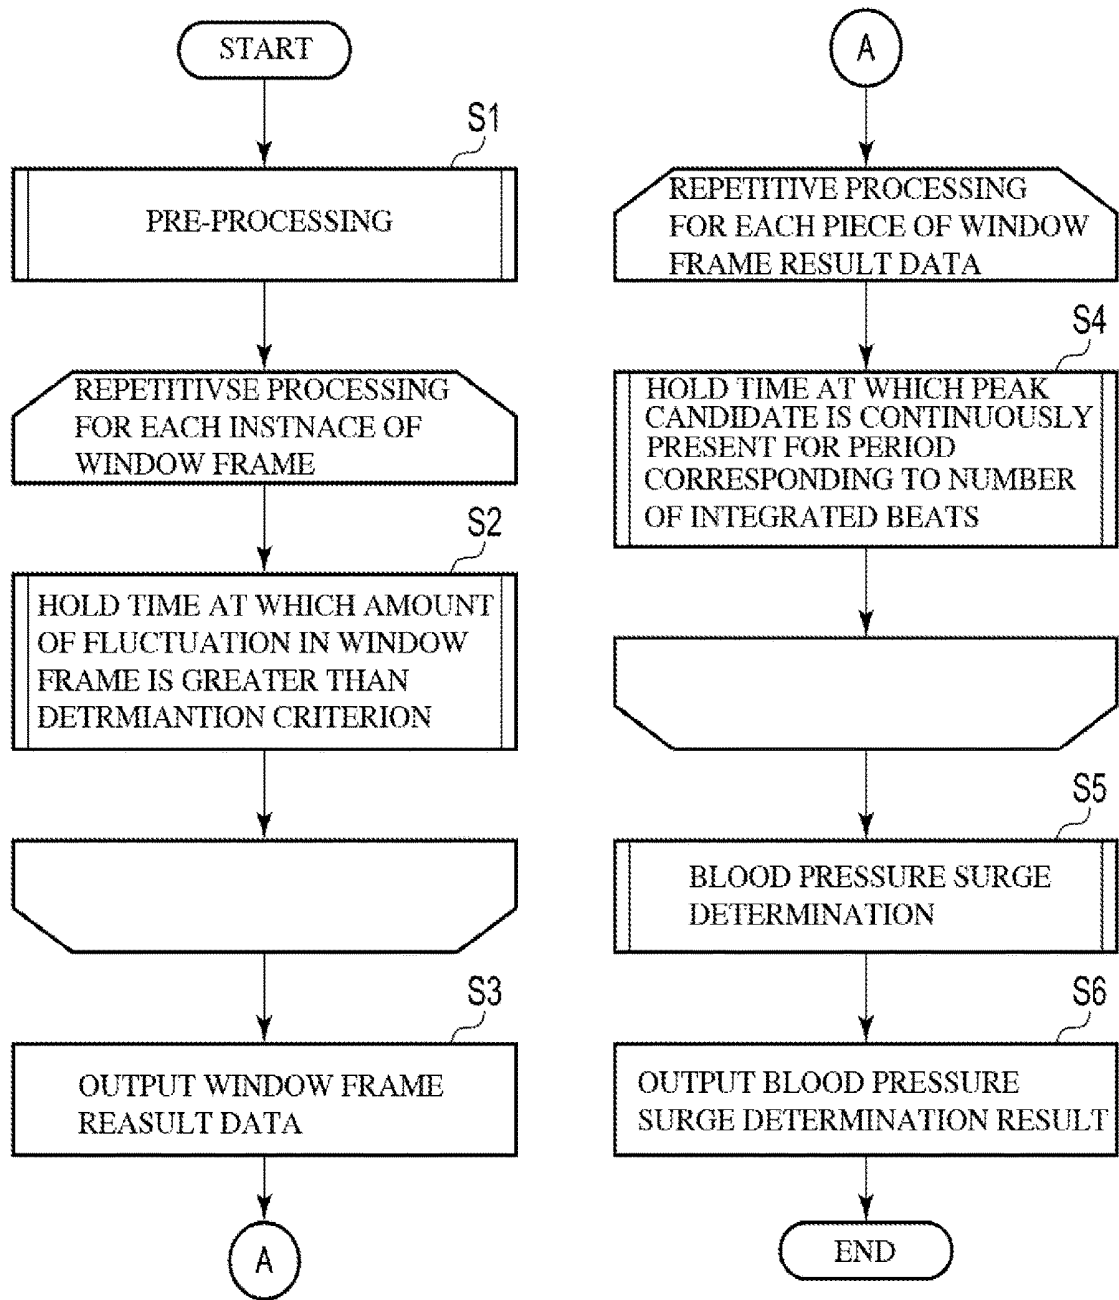 START
S1
PRE-PROCESSING
REPETITIVSE PROCESSING
FOR EACH INSTNACE OF
WINDOW FRAME
S2
HOLD TIME AT WHICH AMOUNT
OF FLUCTUATION IN WINDOW
FRAME IS GREATER THAN
DETRMIANTION CRITERION
S3
OUTPUT WINDOW FRAME
REASULT DATA
A
A
REPETITIVE PROCESSING
FOR EACH PIECE OF WINDOW
FRAME RESULT DATA
S4
HOLD TIME AT WHICH PEAK
CANDIDATE IS CONTINUOUSLY
PRESENT FOR PERIOD
CORRESPONDING TO NUMBER
OF INTEGRATED BEATS
S5
BLOOD PRESSURE SURGE
DETERMINATION
S6
OUTPUT BLOOD PRESSURE
SURGE DETERMINATION RESULT
END